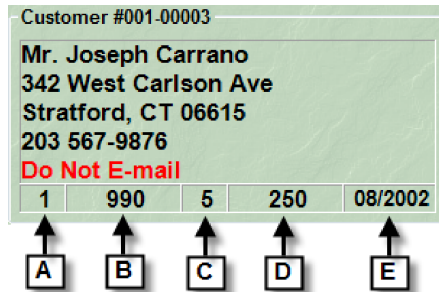 Customer #001-00003
Mr. Joseph Carrano
342 West Carlson Ave
Stratford, CT 06615
203 567-9876
Do Not E-mail
1 990 5 250 08/2002
A B C D E